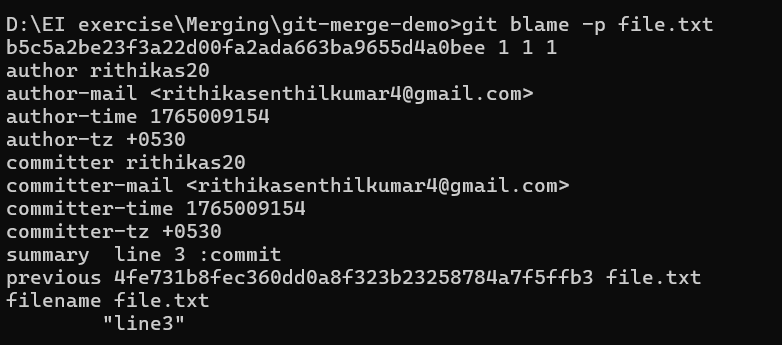 D:\EI exercise\Merging\git-merge-demo>git blame -p file.txt
b5c5a2be23f3a22d00fa2ada663ba9655d4a0bee 1 1 1
author rithikas20
author-mail <rithikasenthilkumar4@gmail.com>
author-time 1765009154
author-tz +0530
committer rithikas20
committer-mail <rithikasenthilkumar4@gmail.com>
committer-time 1765009154
committer-tz +0530
summary  line 3 :commit
previous 4fe731b8fec360dd0a8f323b23258784a7f5ffb3 file.txt
filename file.txt
        "line3"